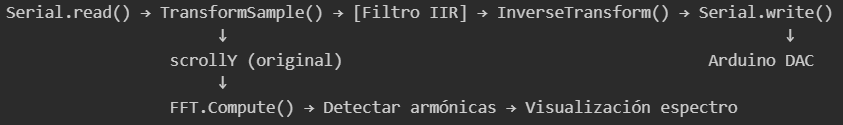 Serial.read() → TransformSample() → [Filtro IIR] → InverseTransform() → Serial.write()
↓ ↓
scrollY (original) Arduino DAC
↓
FFT.Compute() → Detectar armónicas → Visualización espectro